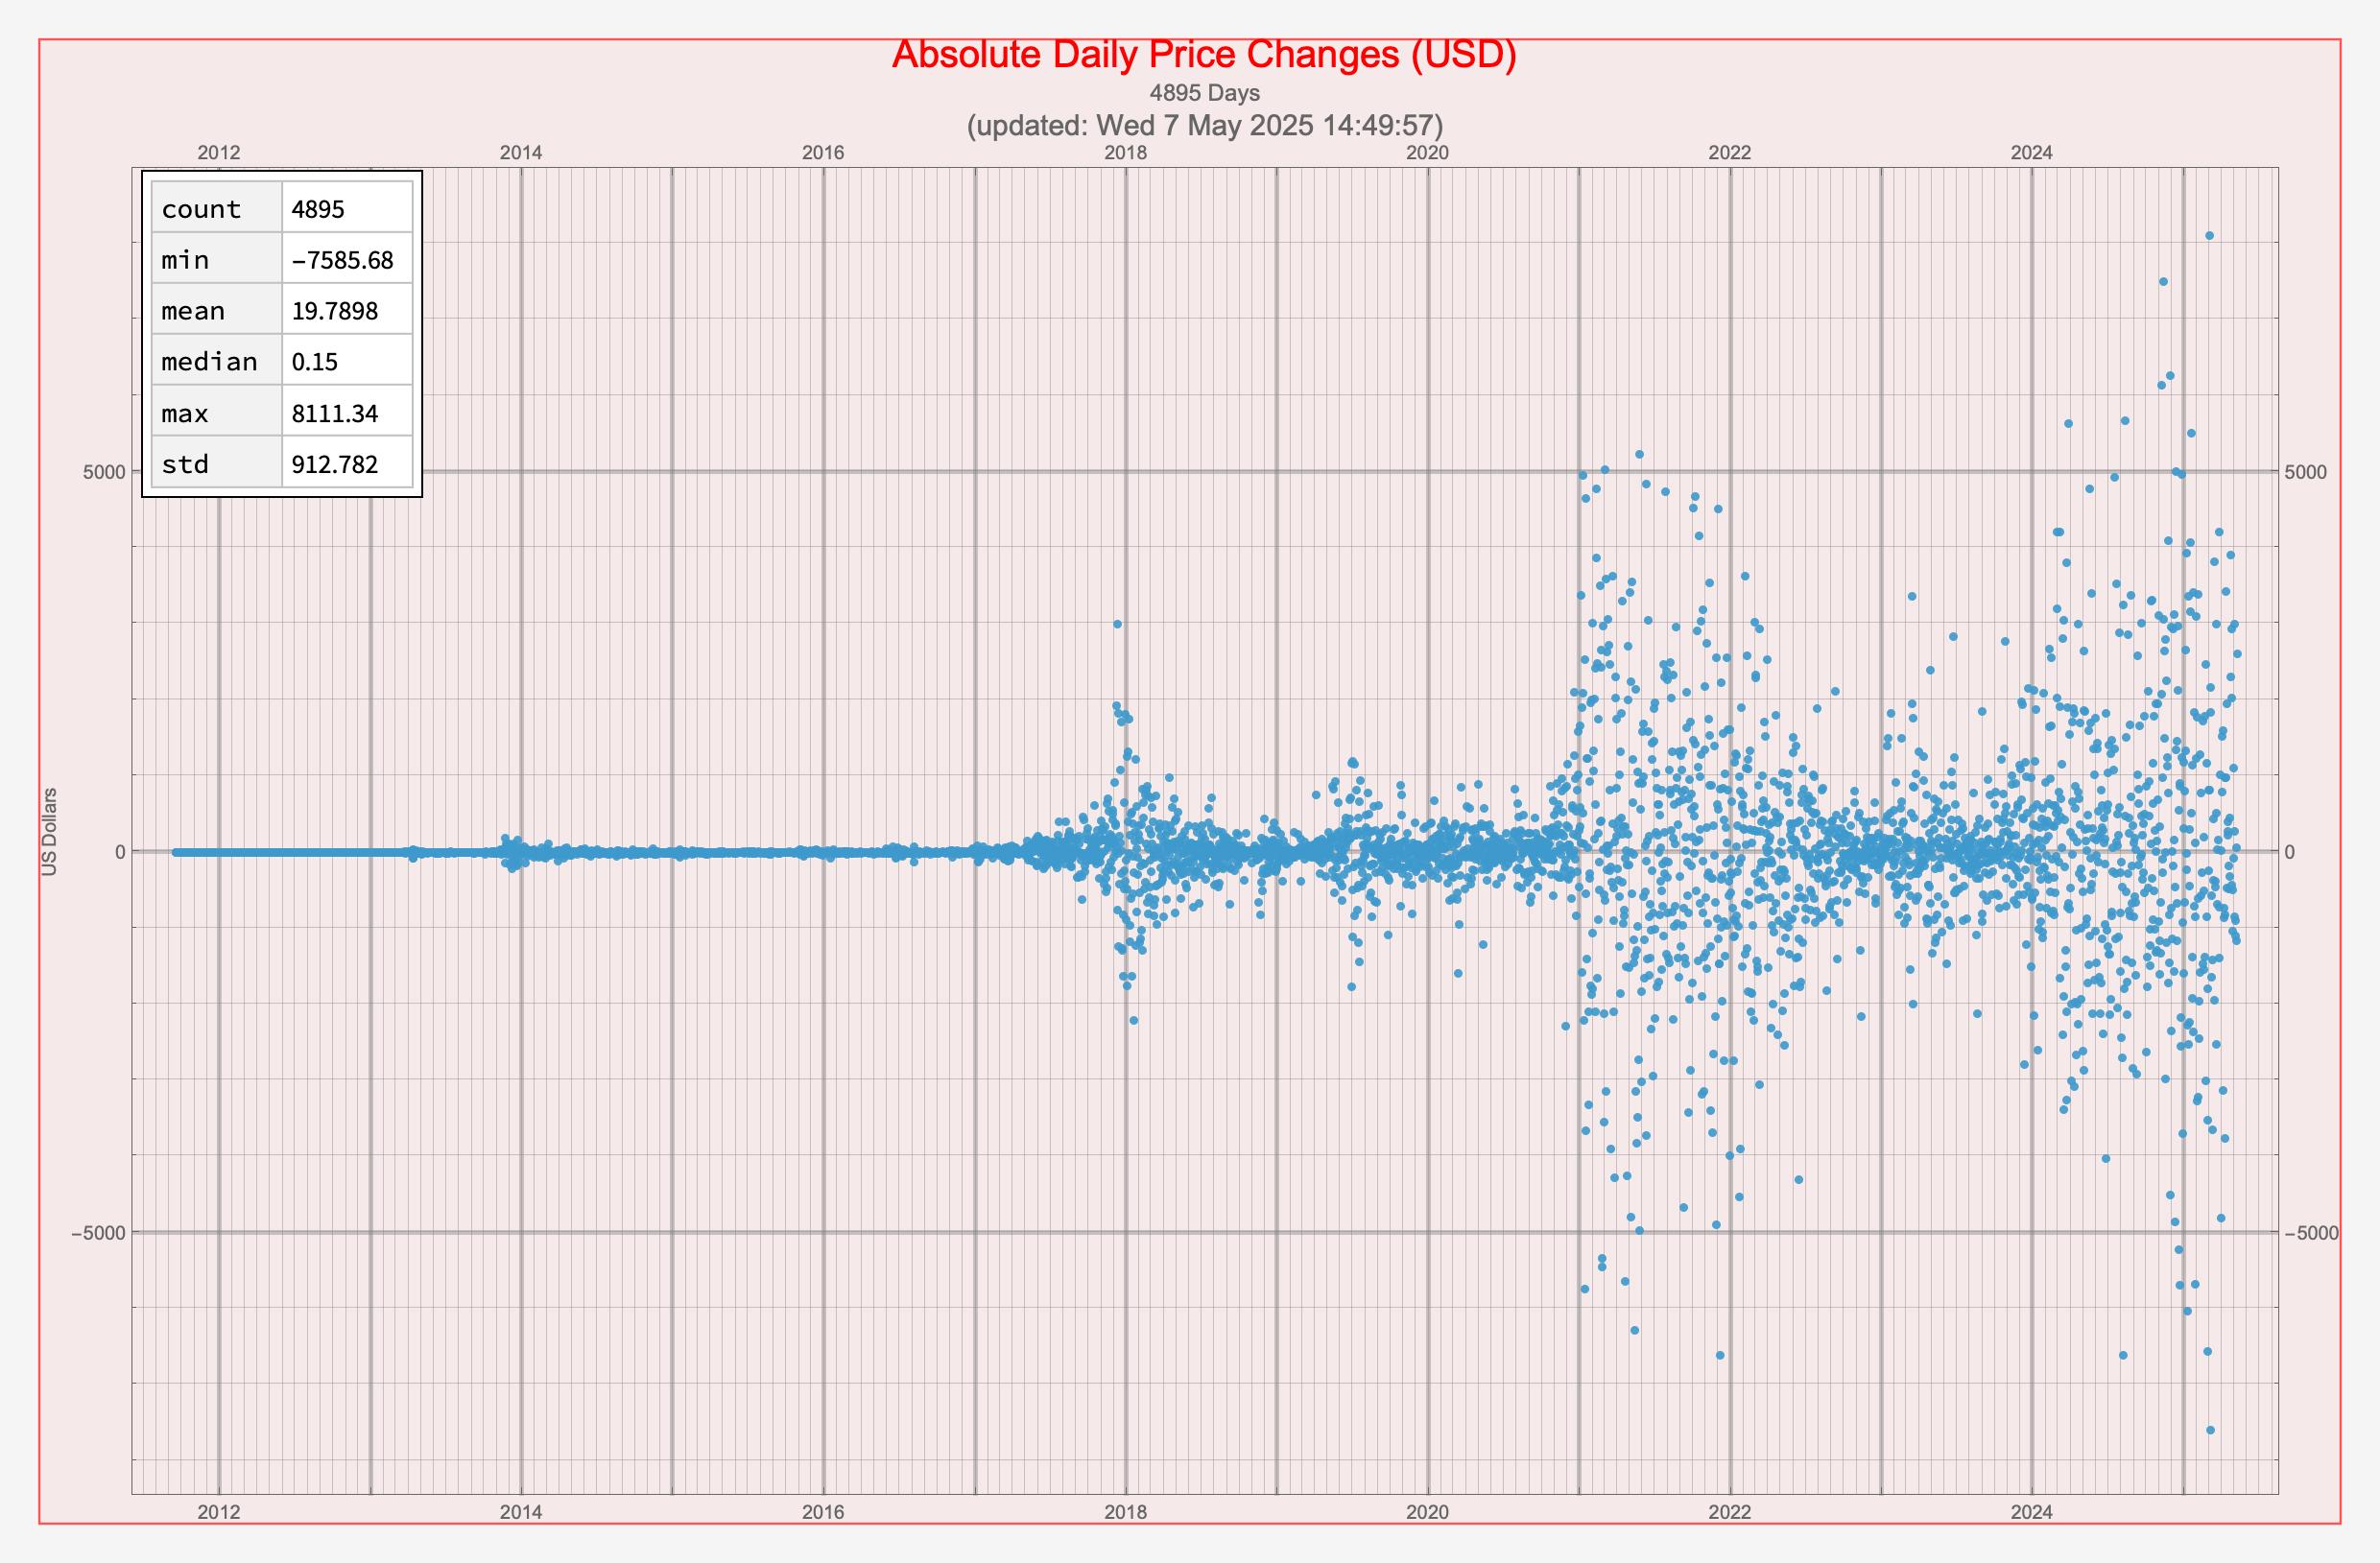 Absolute Daily Price Changes (USD)
4895 Days
(updated: Wed 7 May 2025 14:49:57)
2012 2014 2016 2018 2020 2022 2024
count 4895
min −7585.68
mean 19.7898
median 0.15
max 8111.34
std 912.782
5000 5000
US Dollars
0 0
−5000 −5000
2012 2014 2016 2018 2020 2022 2024